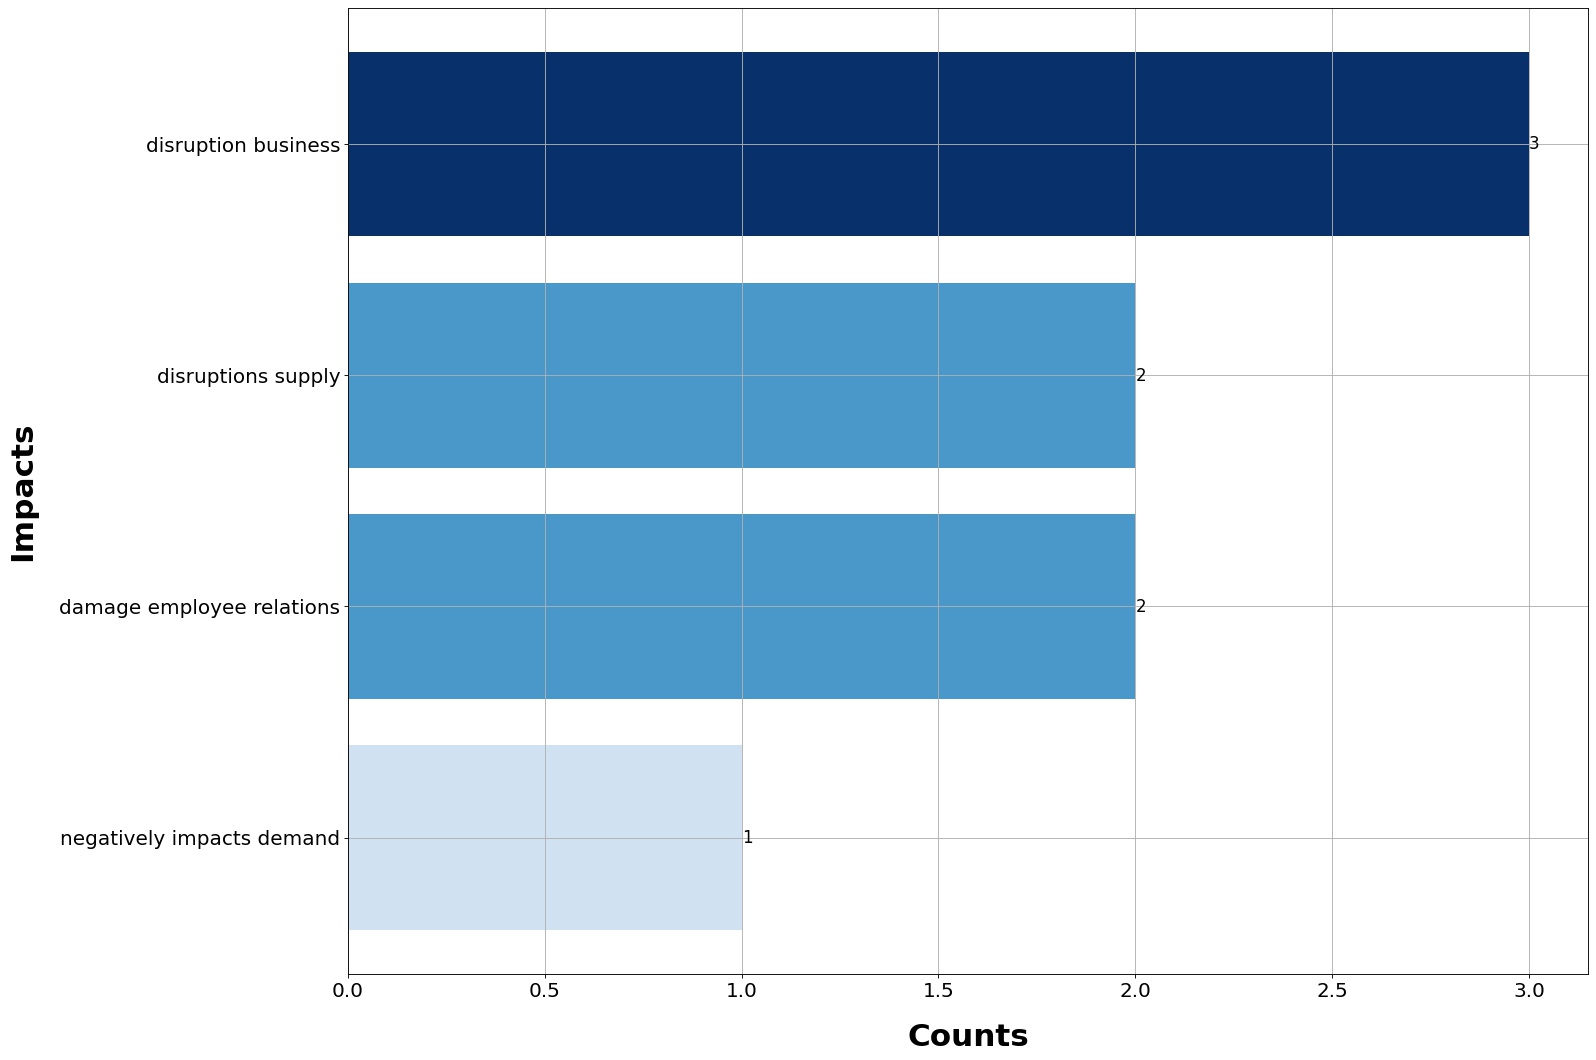 disruption business
3
disruptions supply
2
damage employee relations
2
negatively impacts demand
1
Impacts
0.0 0.5 1.0 1.5 2.0 2.5 3.0
Counts